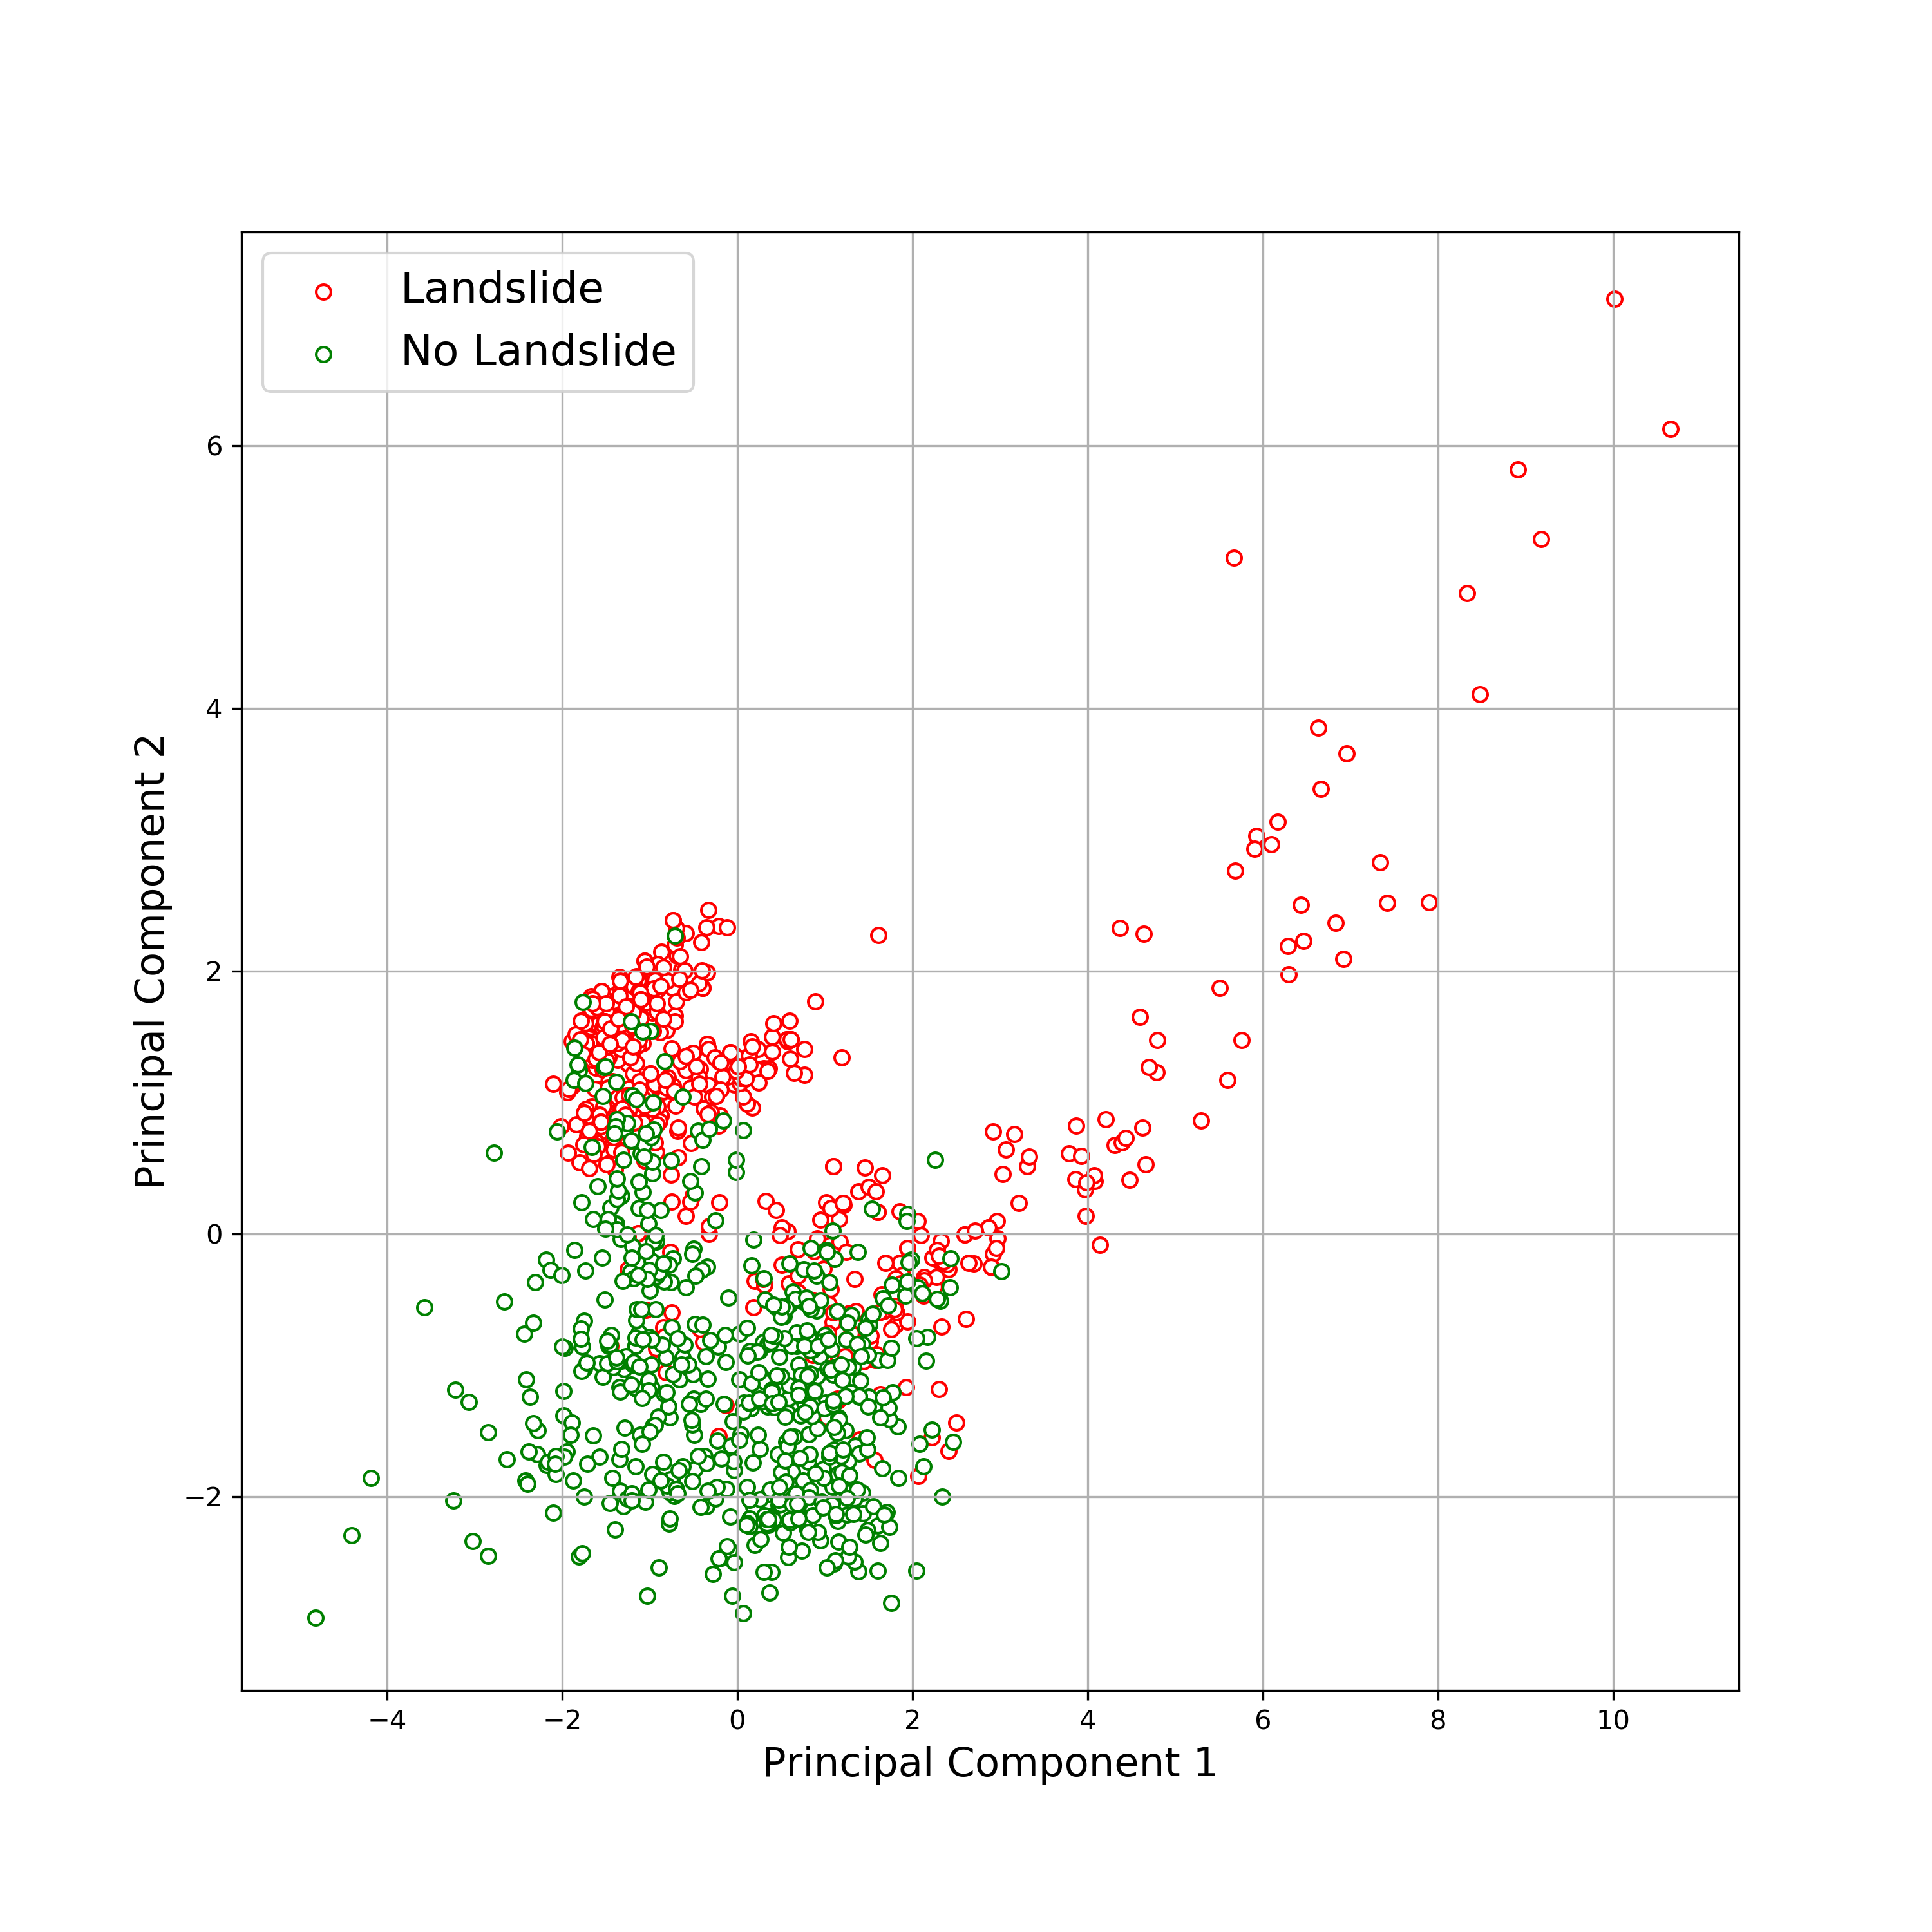 Landslide
No Landslide
6
4
2
0
−2
Principal Component 2
−4 −2 0 2 4 6 8 10
Principal Component 1